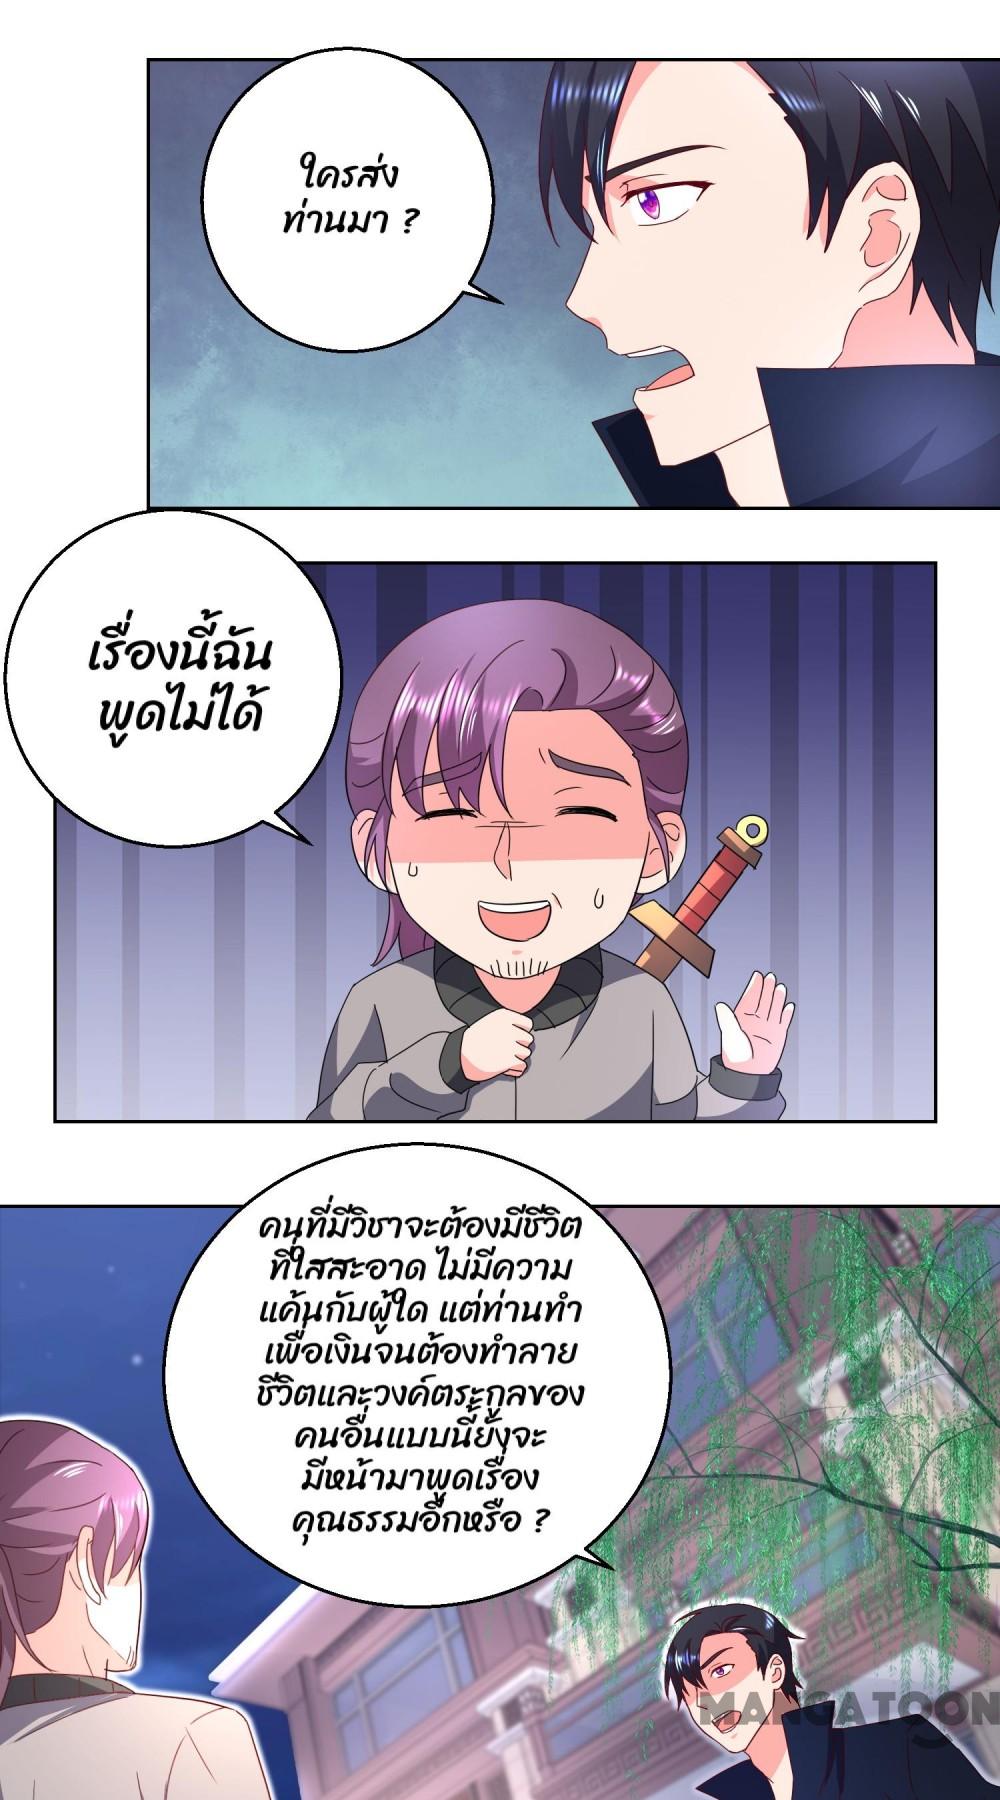 ใครส่ง
ท่านมา ?
เรื่องนี้ฉัน
พูดไม่ได้
คนที่มีวิชาจะต้องมีชีวิต
ที่ใสสะอาด ไม่มีความ
แค้นกับผู้ใด แต่ท่านทำ
เพื่อเงินจนต้องทำลาย
ชีวิตและวงค์ตระกูลของ
คนอื่นแบบนี้ยังจะ
มีหน้ามาพูดเรื่อง
คุณธรรมอีกหรือ ?
MANGATOON